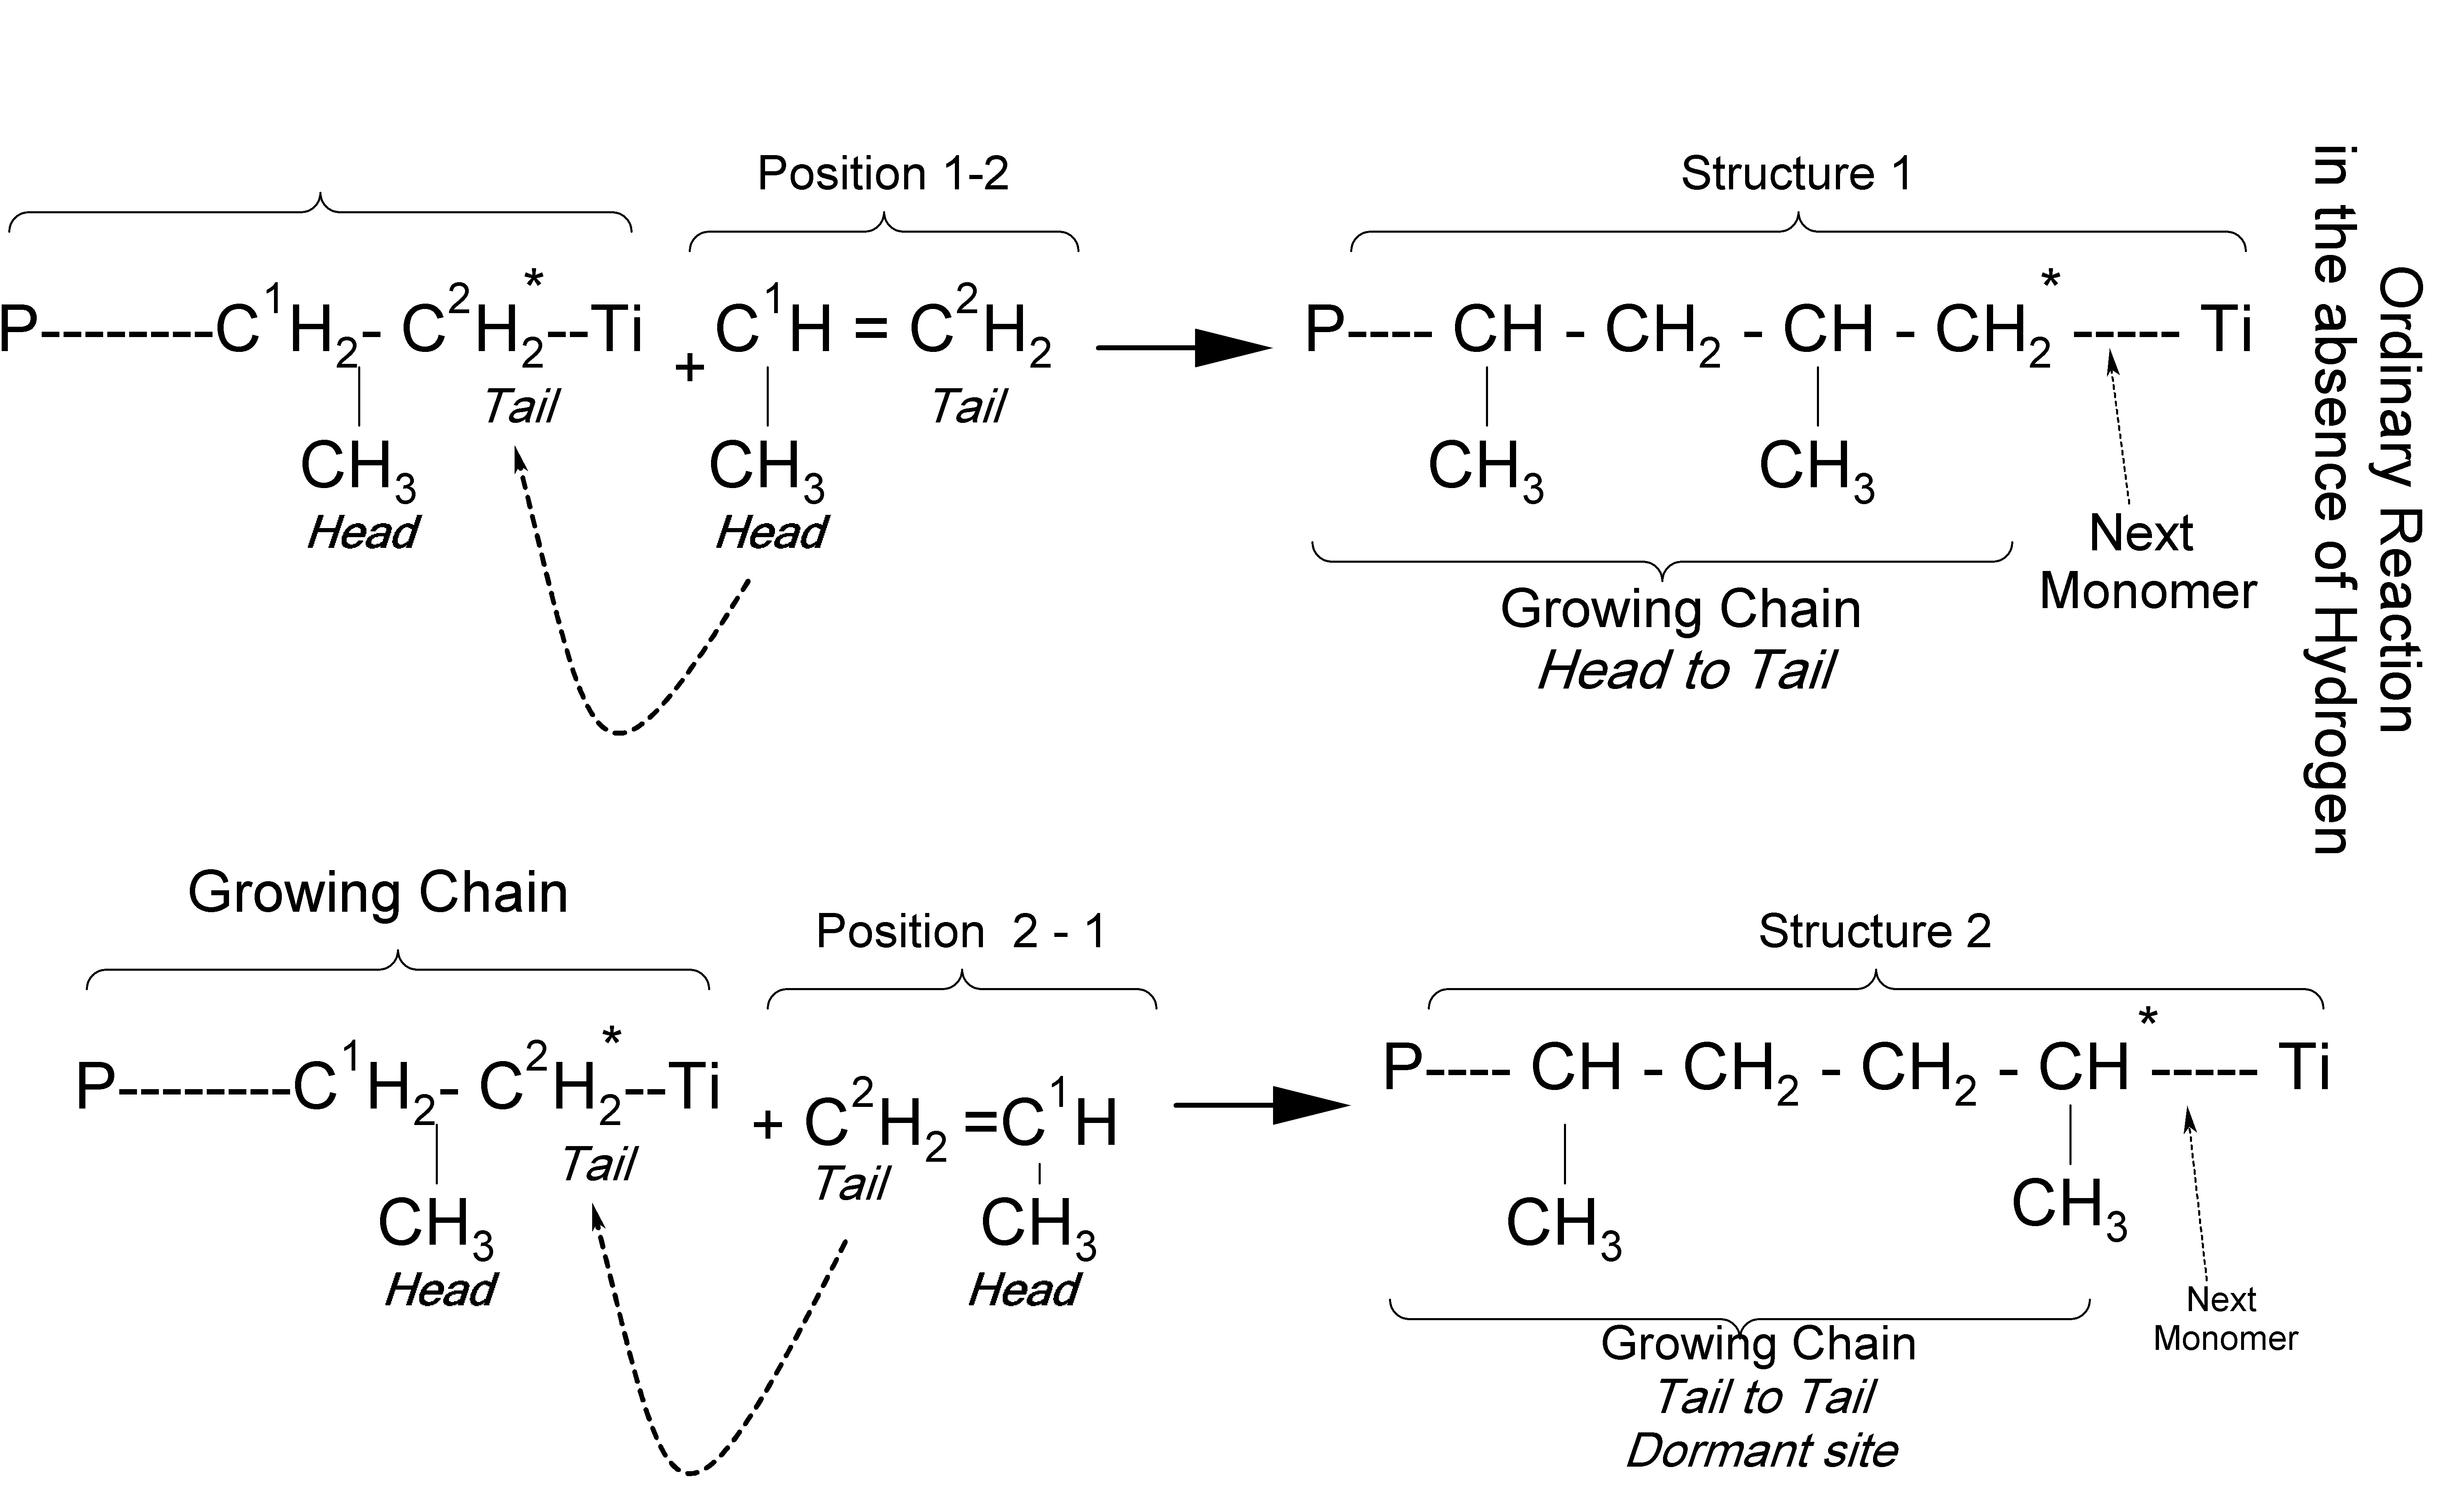 Position 1-2
Structure 1
P--------C¹H₂- C²H₂*--Ti + C¹H = C²H₂
P---- CH - CH₂ - CH - CH₂* ----- Ti
Tail
Tail
CH₃
CH₃
CH₃
CH₃
Head
Head
Next
Monomer
Growing Chain
Head to Tail
Ordinary Reaction
in the absence of Hydrogen
Growing Chain
Position 2 - 1
Structure 2
P--------C¹H₂- C²H₂*--Ti + C²H₂ =C¹H
P---- CH - CH₂ - CH₂ - CH* ----- Ti
Tail
Tail
CH₃
CH₃
CH₃
CH₃
Head
Head
Next
Monomer
Growing Chain
Tail to Tail
Dormant site